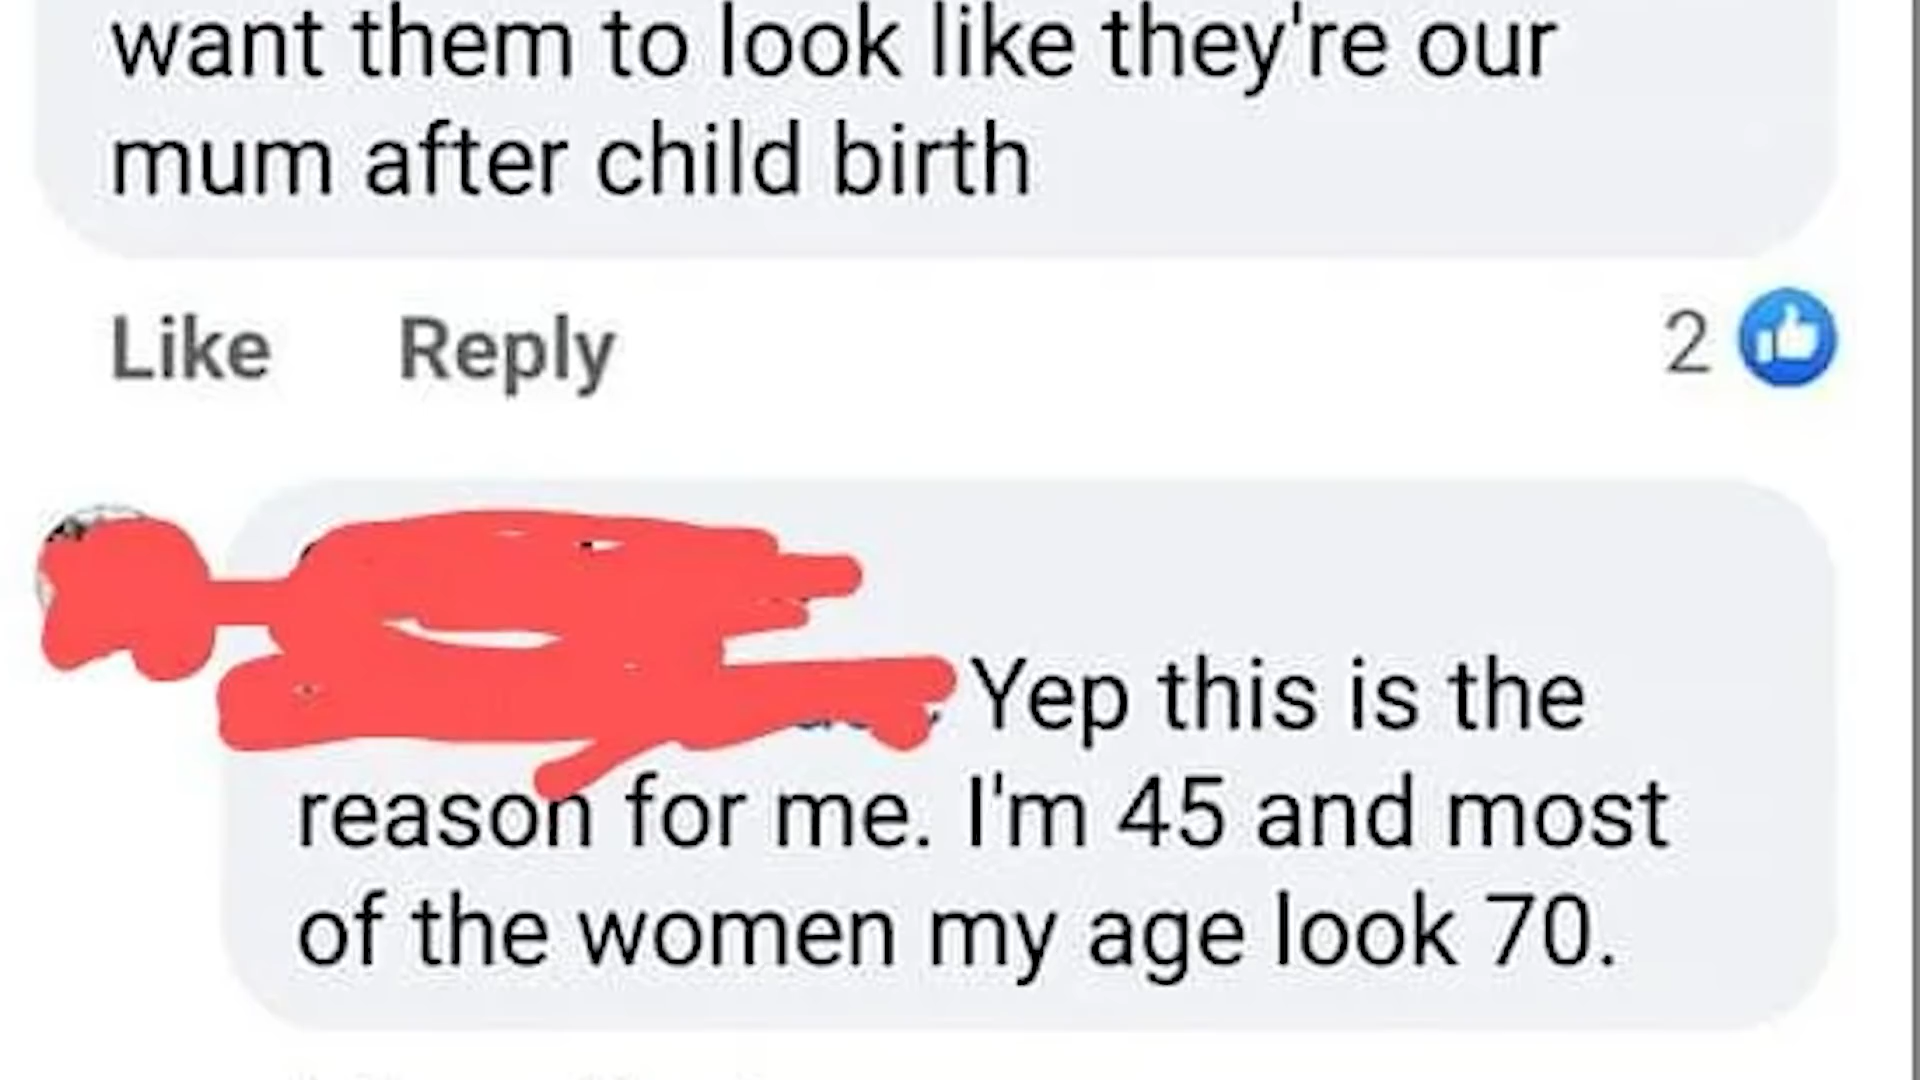 want them to look like they're our
mum after child birth
Like Reply 2
Yep this is the
reason for me. I'm 45 and most
of the women my age look 70.